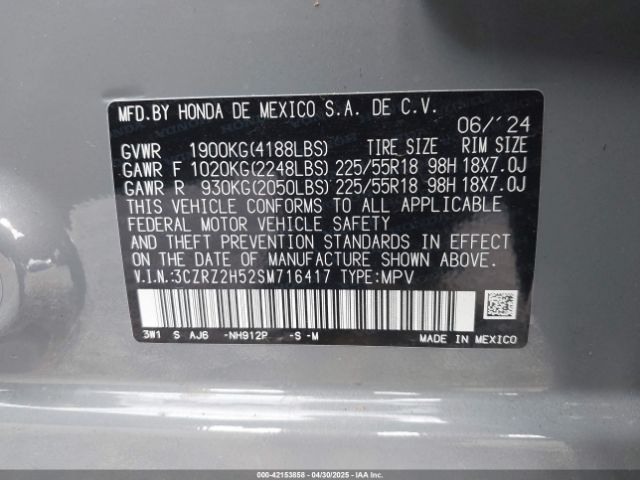 MFD.BY HONDA DE MEXICO S.A. DE C.V.
06/'24
GVWR 1900KG(4188LBS) TIRE SIZE RIM SIZE
GAWR F 1020KG(2248LBS) 225/55R18 98H 18X7.0J
GAWR R 930KG(2050LBS) 225/55R18 98H 18X7.0J
THIS VEHICLE CONFORMS TO ALL APPLICABLE
FEDERAL MOTOR VEHICLE SAFETY
AND THEFT PREVENTION STANDARDS IN EFFECT
ON THE DATE OF MANUFACTURE SHOWN ABOVE.
V.I.N.:3CZRZ2H52SM716417 TYPE:MPV
3W1 S AJ6 -NH912P -S -M
MADE IN MEXICO
000-42153858 - 04/30/2025 - IAAI.COM